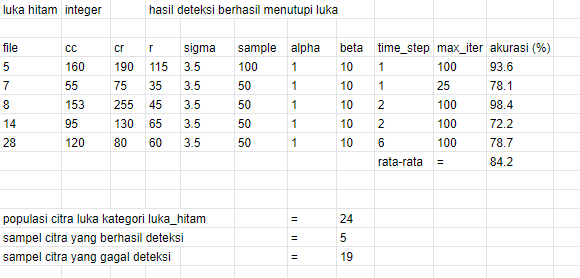 luka hitam integer hasil deteksi berhasil menutupi luka
file cc cr r sigma sample alpha beta time_step max_iter akurasi (%)
5 160 190 115 3.5 100 1 10 1 100 93.6
7 55 75 35 3.5 50 1 10 1 25 78.1
8 153 255 45 3.5 50 1 10 2 100 98.4
14 95 130 65 3.5 50 1 10 2 100 72.2
28 120 80 60 3.5 50 1 10 6 100 78.7
rata-rata = 84.2
populasi citra luka kategori luka_hitam = 24
sampel citra yang berhasil deteksi = 5
sampel citra yang gagal deteksi = 19